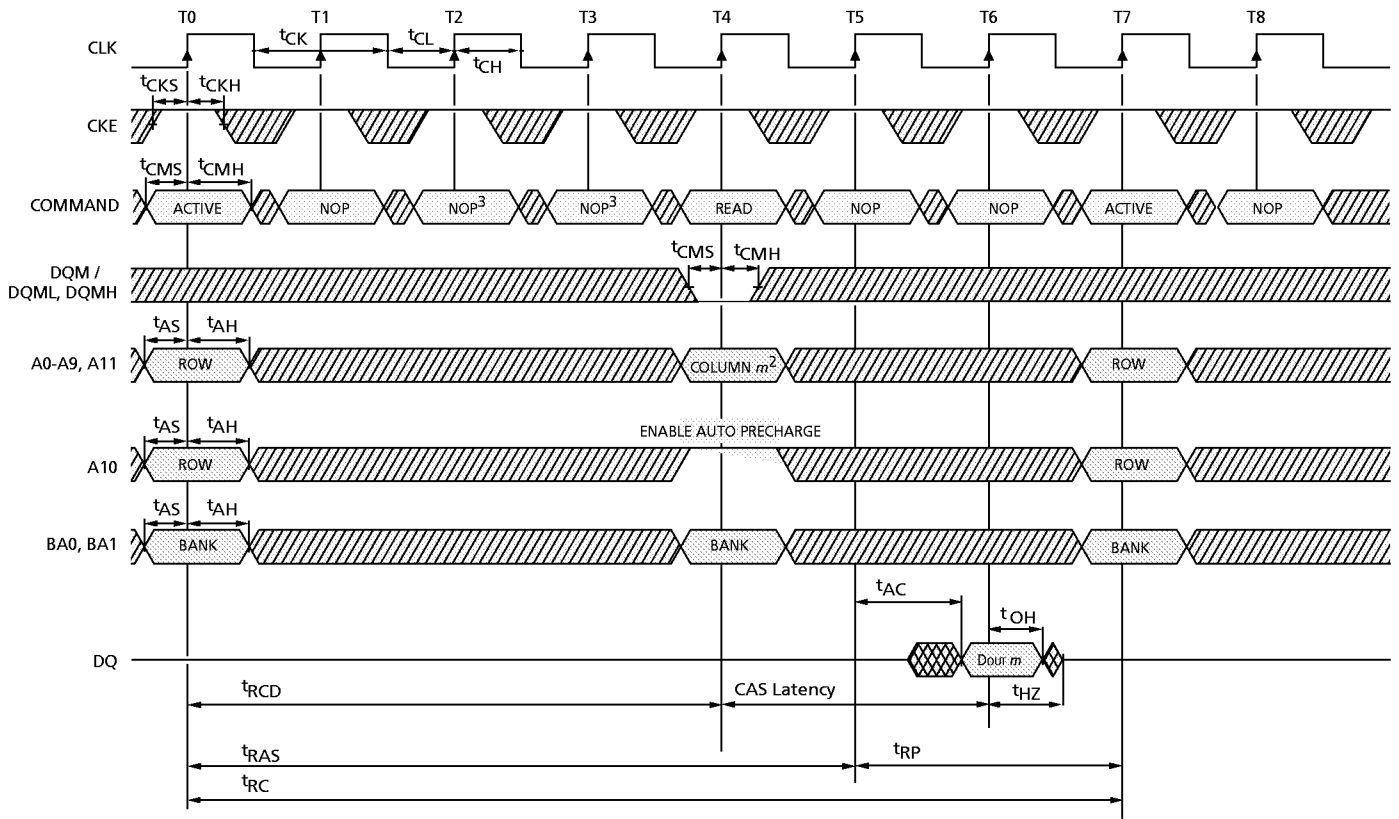 T0 T1 T2 T3 T4 T5 T6 T7 T8
CLK
tCK tCL tCH
tCKS tCKH
CKE
tCMS tCMH
COMMAND ACTIVE NOP NOP3 NOP3 READ NOP NOP ACTIVE NOP
tCMS tCMH
DQM /
DQML, DQMH
tAS tAH
A0-A9, A11 ROW COLUMN m2 ROW
ENABLE AUTO PRECHARGE
tAS tAH
A10 ROW ROW
tAS tAH
BA0, BA1 BANK BANK BANK
tAC
tOH
DQ DOUT m
tRCD CAS Latency tHZ
tRAS tRP
tRC